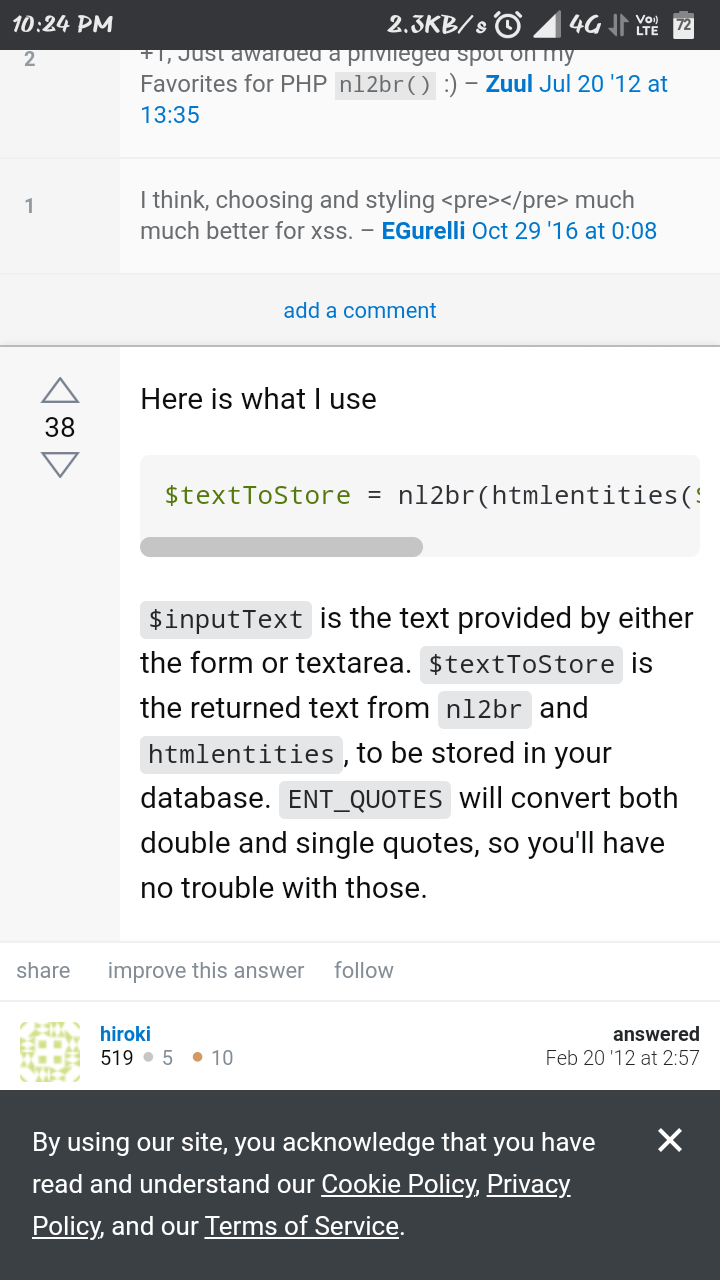 10:24 PM 2.3KB/s 4G Vo)) LTE 72
2
+1, Just awarded a privileged spot on my
Favorites for PHP nl2br() :) – Zuul Jul 20 '12 at
13:35
1
I think, choosing and styling <pre></pre> much
much better for xss. – EGurelli Oct 29 '16 at 0:08
add a comment
38
Here is what I use
$textToStore = nl2br(htmlentities($
$inputText is the text provided by either
the form or textarea. $textToStore is
the returned text from nl2br and
htmlentities, to be stored in your
database. ENT_QUOTES will convert both
double and single quotes, so you'll have
no trouble with those.
share improve this answer follow
hiroki answered
519 5 10 Feb 20 '12 at 2:57
By using our site, you acknowledge that you have
read and understand our Cookie Policy, Privacy
Policy, and our Terms of Service.